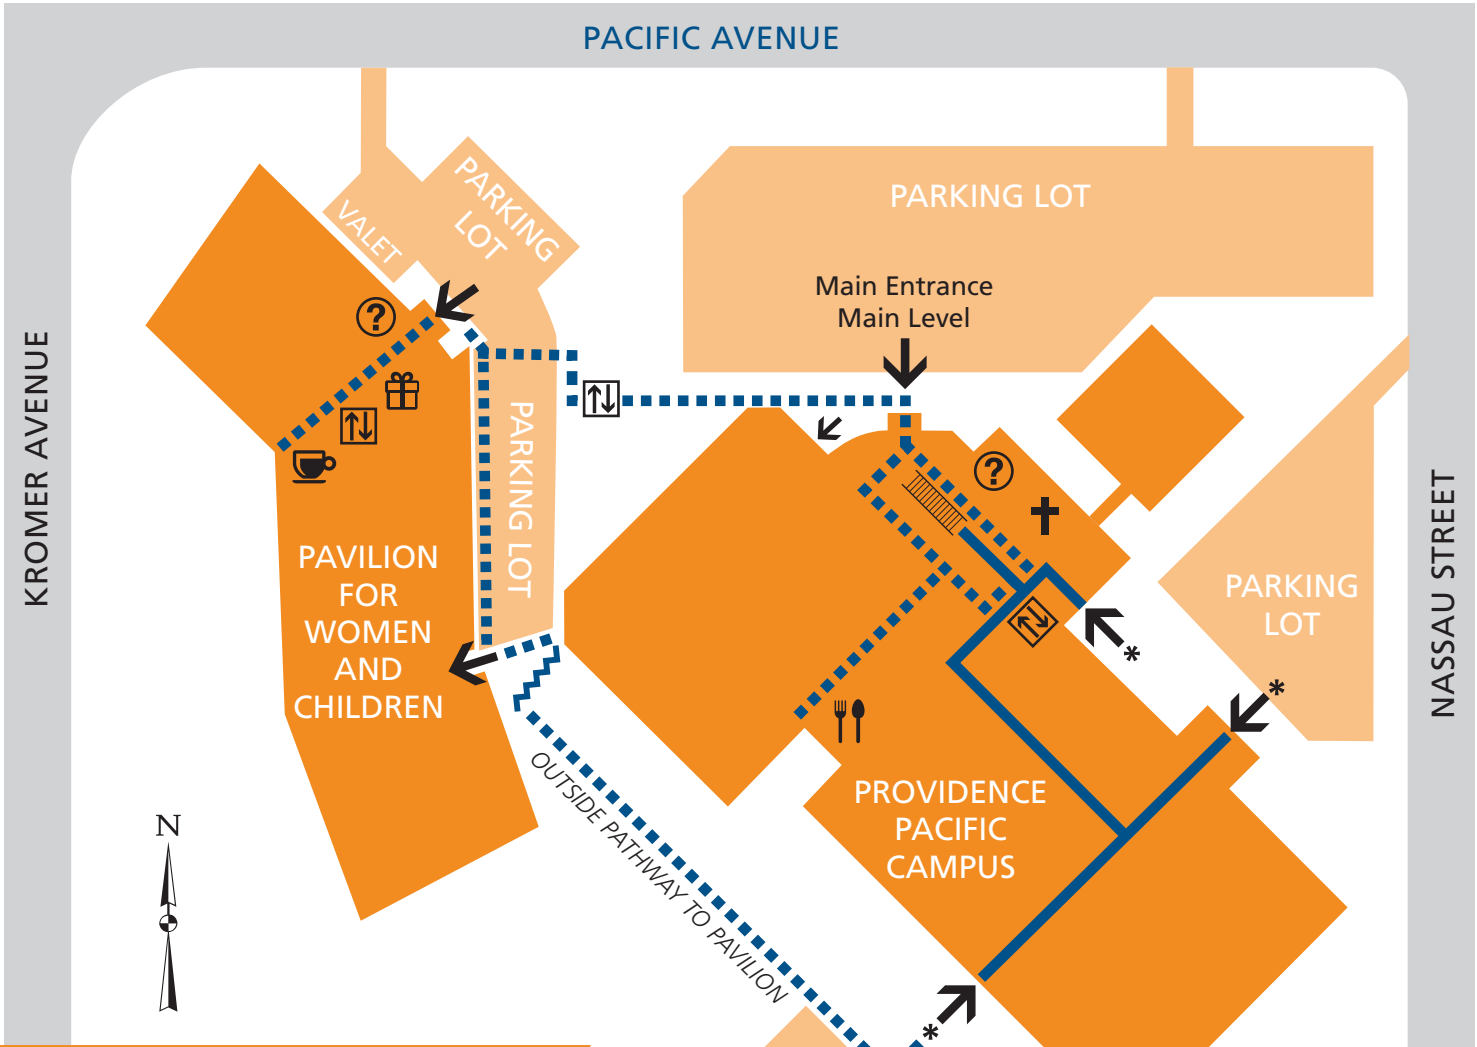 PACIFIC AVENUE
PARKING
LOT
VALET
PARKING LOT
Main Entrance
Main Level
?
KROMER AVENUE
PARKING LOT
?
NASSAU STREET
PAVILION
FOR
WOMEN
AND
CHILDREN
PARKING
LOT
*
*
OUTSIDE PATHWAY TO PAVILION
PROVIDENCE
PACIFIC
CAMPUS
N
*